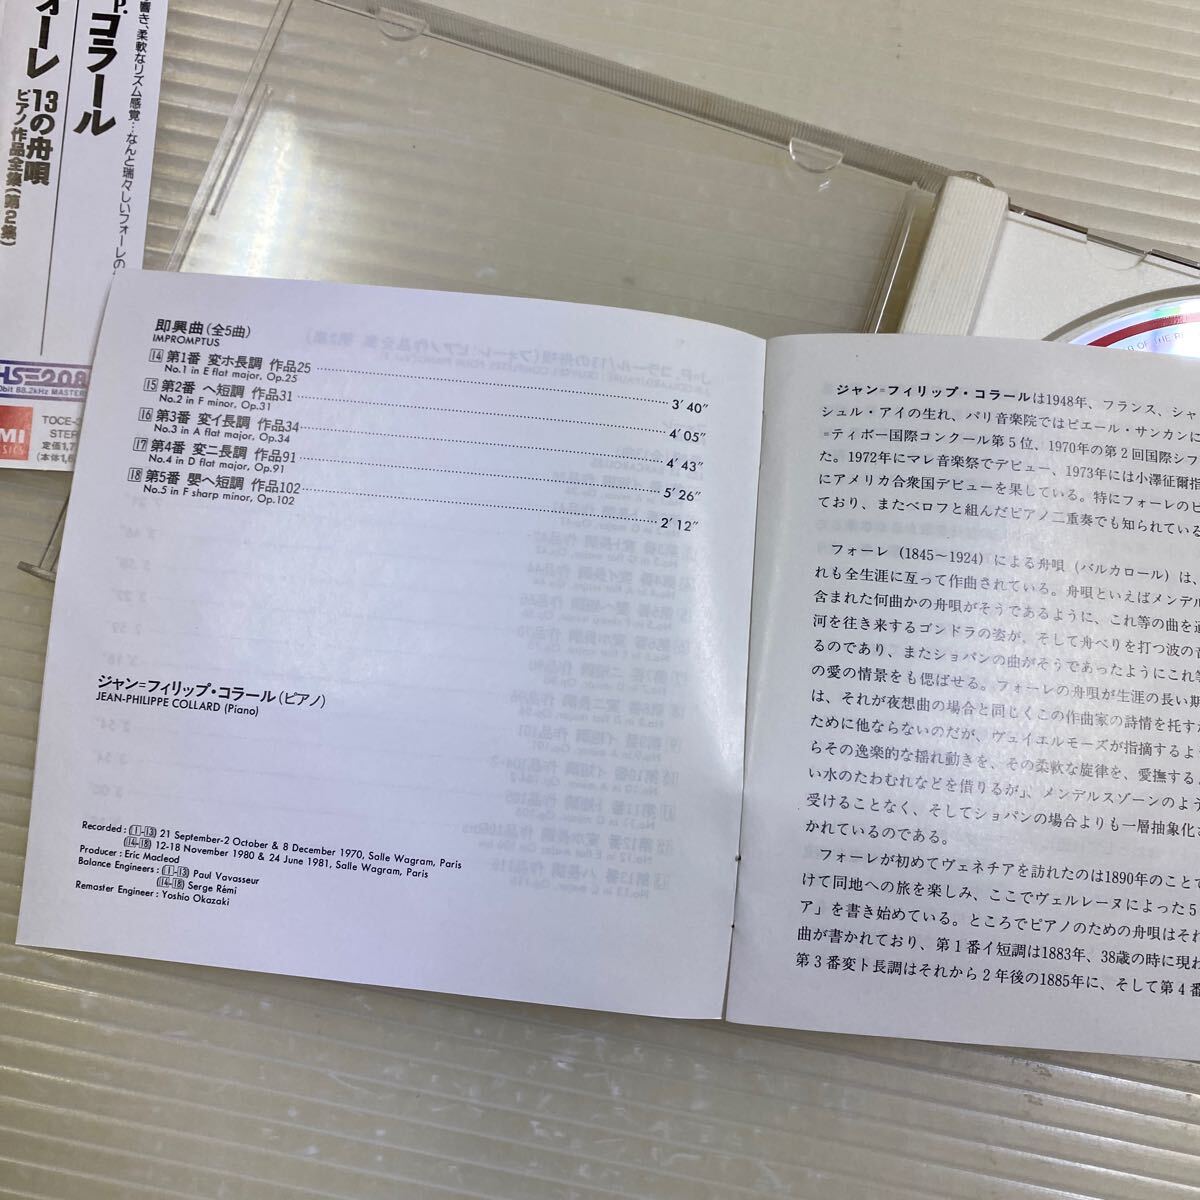 響き、柔軟なリズム感覚…なんと瑞々しいフォーレの
P.コラール
ォーレ 13の舟唄
ピアノ作品全集(第2集)
HS-208
0bit 88.2kHz MASTER
MI
SSICS
TOCE-
STER
定価1,7
(本体1,6
即興曲(全5曲)
IMPROMPTUS
14 第1番 変ホ長調 作品25 3′40″
No.1 in E flat major, Op.25
15 第2番 ヘ短調 作品31 4′05″
No.2 in F minor, Op.31
16 第3番 変イ長調 作品34 4′43″
No.3 in A flat major, Op.34
17 第4番 変ニ長調 作品91 5′26″
No.4 in D flat major, Op.91
18 第5番 嬰ヘ短調 作品102 2′12″
No.5 in F sharp minor, Op.102
ジャン=フィリップ・コラール(ピアノ)
JEAN-PHILIPPE COLLARD (Piano)
Recorded : (1-13) 21 September-2 October & 8 December 1970, Salle Wagram, Paris
(14-18) 12-18 November 1980 & 24 June 1981, Salle Wagram, Paris
Producer : Eric Macleod
Balance Engineers : (1-13) Paul Vavasseur
(14-18) Serge Rémi
Remaster Engineer : Yoshio Okazaki
ジャン=フィリップ・コラールは1948年、フランス、シャ
シュル・アイの生れ、パリ音楽院ではピエール・サンカンに
=ティボー国際コンクール第5位、1970年の第2回国際シフ
た。1972年にマレ音楽祭でデビュー、1973年には小澤征爾指
にアメリカ合衆国デビューを果している。特にフォーレのピ
ており、またベロフと組んだピアノ二重奏でも知られている
フォーレ(1845〜1924)による舟唄(バルカロール)は、
れも全生涯に亙って作曲されている。舟唄といえばメンデル
含まれた何曲かの舟唄がそうであるように、これ等の曲を通
河を往き来するゴンドラの姿が、そして舟べりを打つ波の音
るのであり、またショパンの曲がそうであったようにこれ等
の愛の情景をも偲ばせる。フォーレの舟唄が生涯の長い期
は、それが夜想曲の場合と同じくこの作曲家の詩情を托すた
ために他ならないのだが、ヴェイエルモーズが指摘するよう
らその逸楽的な揺れ動きを、その柔軟な旋律を、愛撫する
い水のたわむれなどを借りるが」、メンデルスゾーンのよう
受けることなく、そしてショパンの場合よりも一層抽象化さ
かれているのである。
フォーレが初めてヴェネチアを訪れたのは1890年のことで
けて同地への旅を楽しみ、ここでヴェルレーヌによった5
ア」を書き始めている。ところでピアノのための舟唄はそれ
曲が書かれており、第1番イ短調は1883年、38歳の時に現わ
第3番変ト長調はそれから2年後の1885年に、そして第4番